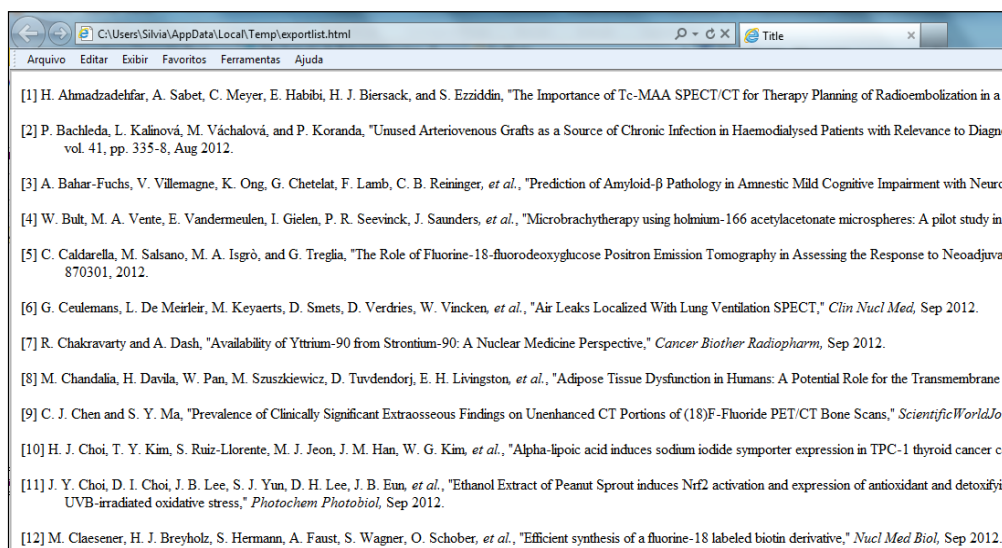 C:\Users\Silvia\AppData\Local\Temp\exportlist.html
Title
Arquivo Editar Exibir Favoritos Ferramentas Ajuda
[1] H. Ahmadzadehfar, A. Sabet, C. Meyer, E. Habibi, H. J. Biersack, and S. Ezziddin, "The Importance of Tc-MAA SPECT/CT for Therapy Planning of Radioembolization in a
[2] P. Bachleda, L. Kalinová, M. Váchalová, and P. Koranda, "Unused Arteriovenous Grafts as a Source of Chronic Infection in Haemodialysed Patients with Relevance to Diagno
vol. 41, pp. 335-8, Aug 2012.
[3] A. Bahar-Fuchs, V. Villemagne, K. Ong, G. Chetelat, F. Lamb, C. B. Reininger, et al., "Prediction of Amyloid-β Pathology in Amnestic Mild Cognitive Impairment with Neuro
[4] W. Bult, M. A. Vente, E. Vandermeulen, I. Gielen, P. R. Seevinck, J. Saunders, et al., "Microbrachytherapy using holmium-166 acetylacetonate microspheres: A pilot study in
[5] C. Caldarella, M. Salsano, M. A. Isgrò, and G. Treglia, "The Role of Fluorine-18-fluorodeoxyglucose Positron Emission Tomography in Assessing the Response to Neoadjuva
870301, 2012.
[6] G. Ceulemans, L. De Meirleir, M. Keyaerts, D. Smets, D. Verdries, W. Vincken, et al., "Air Leaks Localized With Lung Ventilation SPECT," Clin Nucl Med, Sep 2012.
[7] R. Chakravarty and A. Dash, "Availability of Yttrium-90 from Strontium-90: A Nuclear Medicine Perspective," Cancer Biother Radiopharm, Sep 2012.
[8] M. Chandalia, H. Davila, W. Pan, M. Szuszkiewicz, D. Tuvdendorj, E. H. Livingston, et al., "Adipose Tissue Dysfunction in Humans: A Potential Role for the Transmembrane
[9] C. J. Chen and S. Y. Ma, "Prevalence of Clinically Significant Extraosseous Findings on Unenhanced CT Portions of (18)F-Fluoride PET/CT Bone Scans," ScientificWorldJo
[10] H. J. Choi, T. Y. Kim, S. Ruiz-Llorente, M. J. Jeon, J. M. Han, W. G. Kim, et al., "Alpha-lipoic acid induces sodium iodide symporter expression in TPC-1 thyroid cancer c
[11] J. Y. Choi, D. I. Choi, J. B. Lee, S. J. Yun, D. H. Lee, J. B. Eun, et al., "Ethanol Extract of Peanut Sprout induces Nrf2 activation and expression of antioxidant and detoxifyi
UVB-irradiated oxidative stress," Photochem Photobiol, Sep 2012.
[12] M. Claesener, H. J. Breyholz, S. Hermann, A. Faust, S. Wagner, O. Schober, et al., "Efficient synthesis of a fluorine-18 labeled biotin derivative," Nucl Med Biol, Sep 2012.